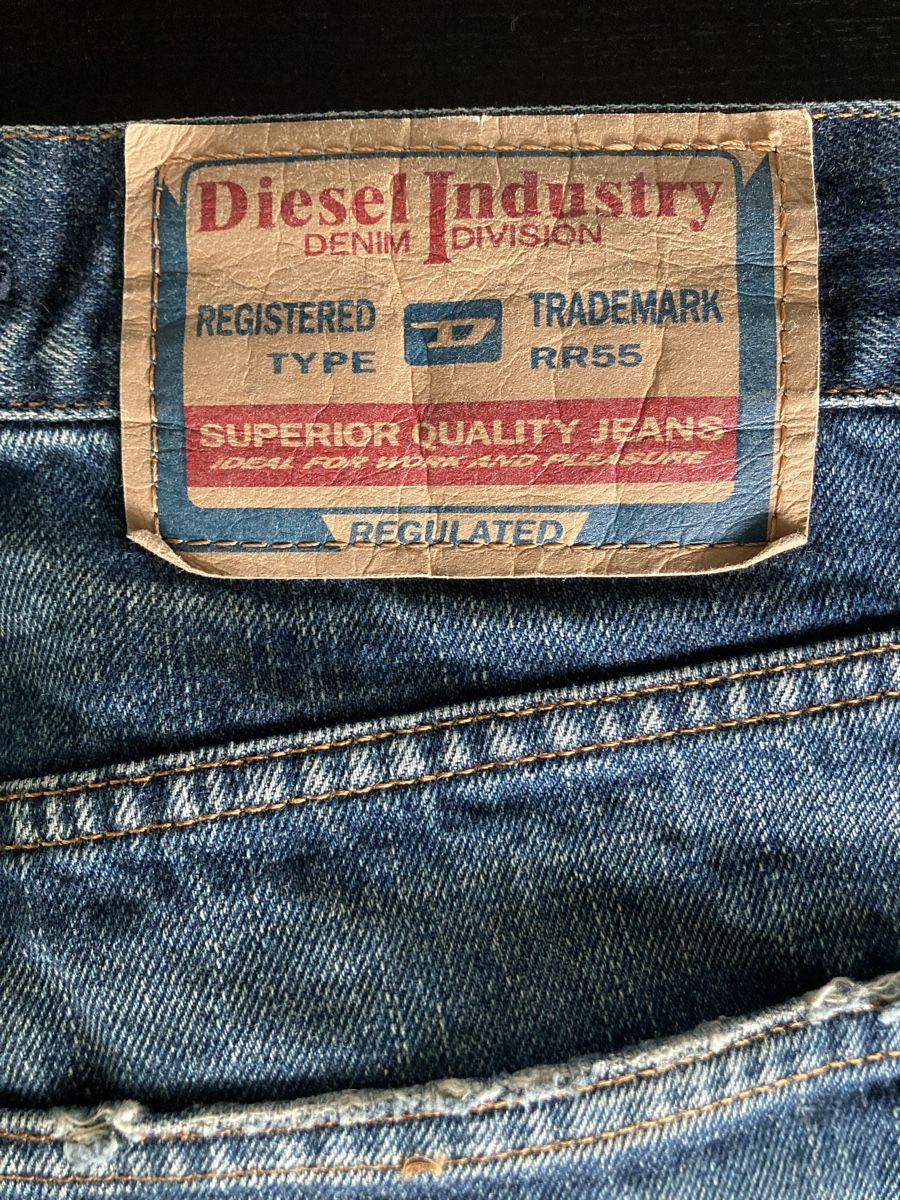 Diesel Industry
DENIM DIVISION
REGISTERED D TRADEMARK
TYPE RR55
SUPERIOR QUALITY JEANS
IDEAL FOR WORK AND PLEASURE
REGULATED